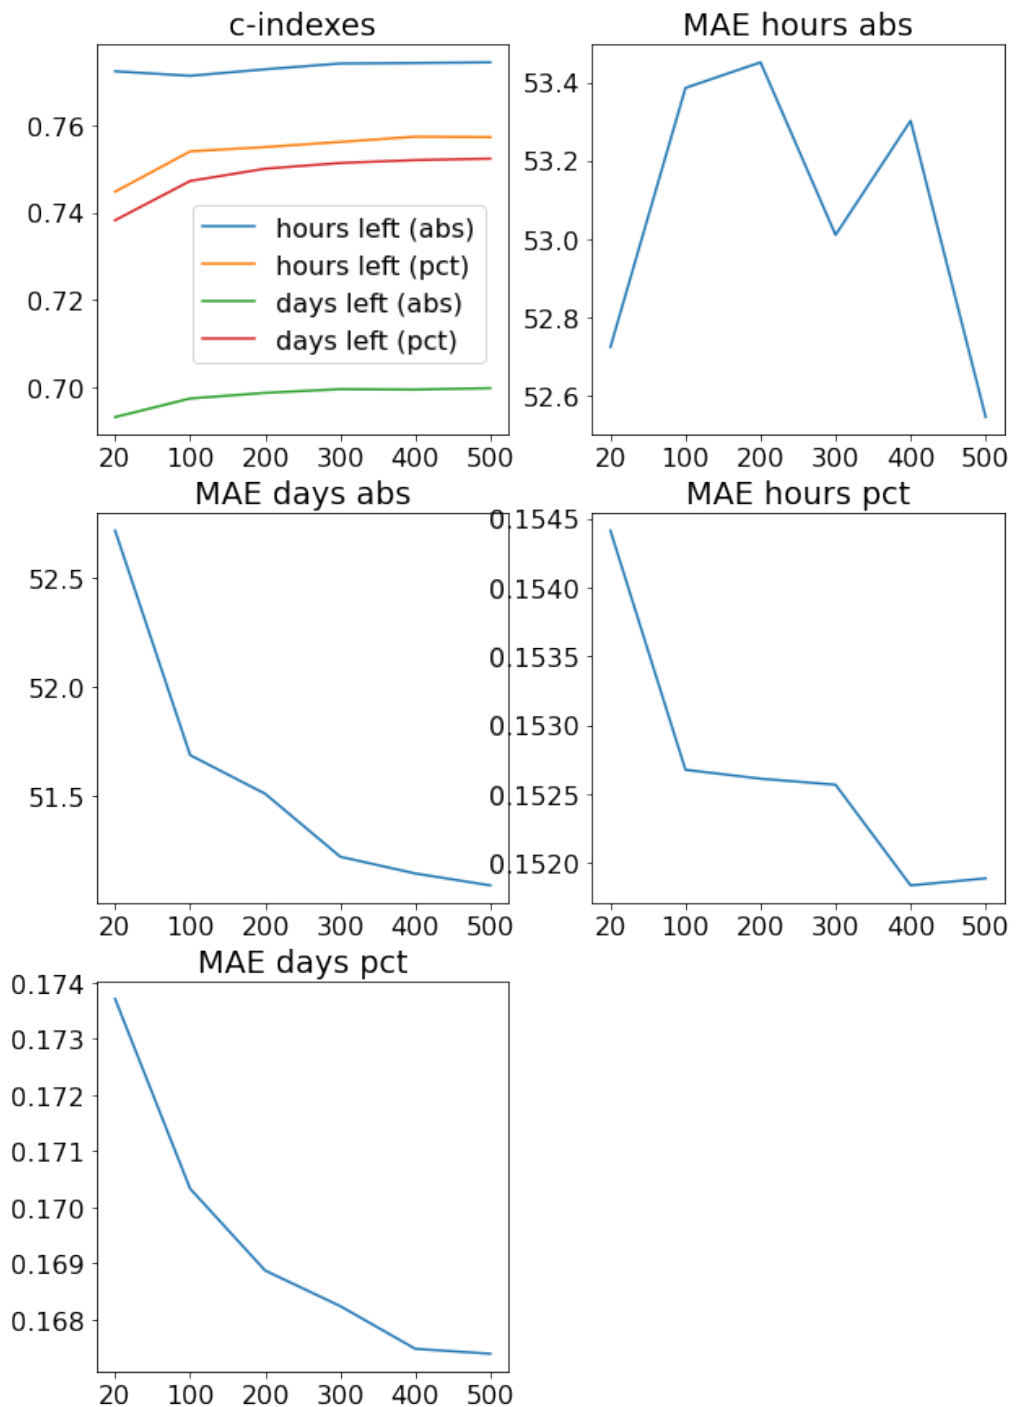 c-indexes
0.76
0.74
0.72
0.70
hours left (abs)
hours left (pct)
days left (abs)
days left (pct)
20 100 200 300 400 500
MAE hours abs
53.4
53.2
53.0
52.8
52.6
20 100 200 300 400 500
MAE days abs
52.5
52.0
51.5
20 100 200 300 400 500
MAE hours pct
0.1545
0.1540
0.1535
0.1530
0.1525
0.1520
20 100 200 300 400 500
MAE days pct
0.174
0.173
0.172
0.171
0.170
0.169
0.168
20 100 200 300 400 500